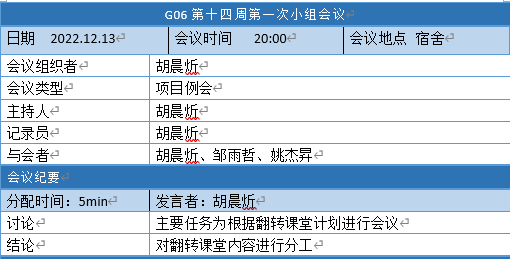 G06 第十四周第一次小组会议
日期 2022.12.13 会议时间 20:00 会议地点 宿舍
会议组织者 胡晨炘
会议类型 项目例会
主持人 胡晨炘
记录员 胡晨炘
与会者 胡晨炘、邹雨哲、姚杰昇
会议纪要
分配时间：5min 发言者：胡晨炘
讨论 主要任务为根据翻转课堂计划进行会议
结论 对翻转课堂内容进行分工